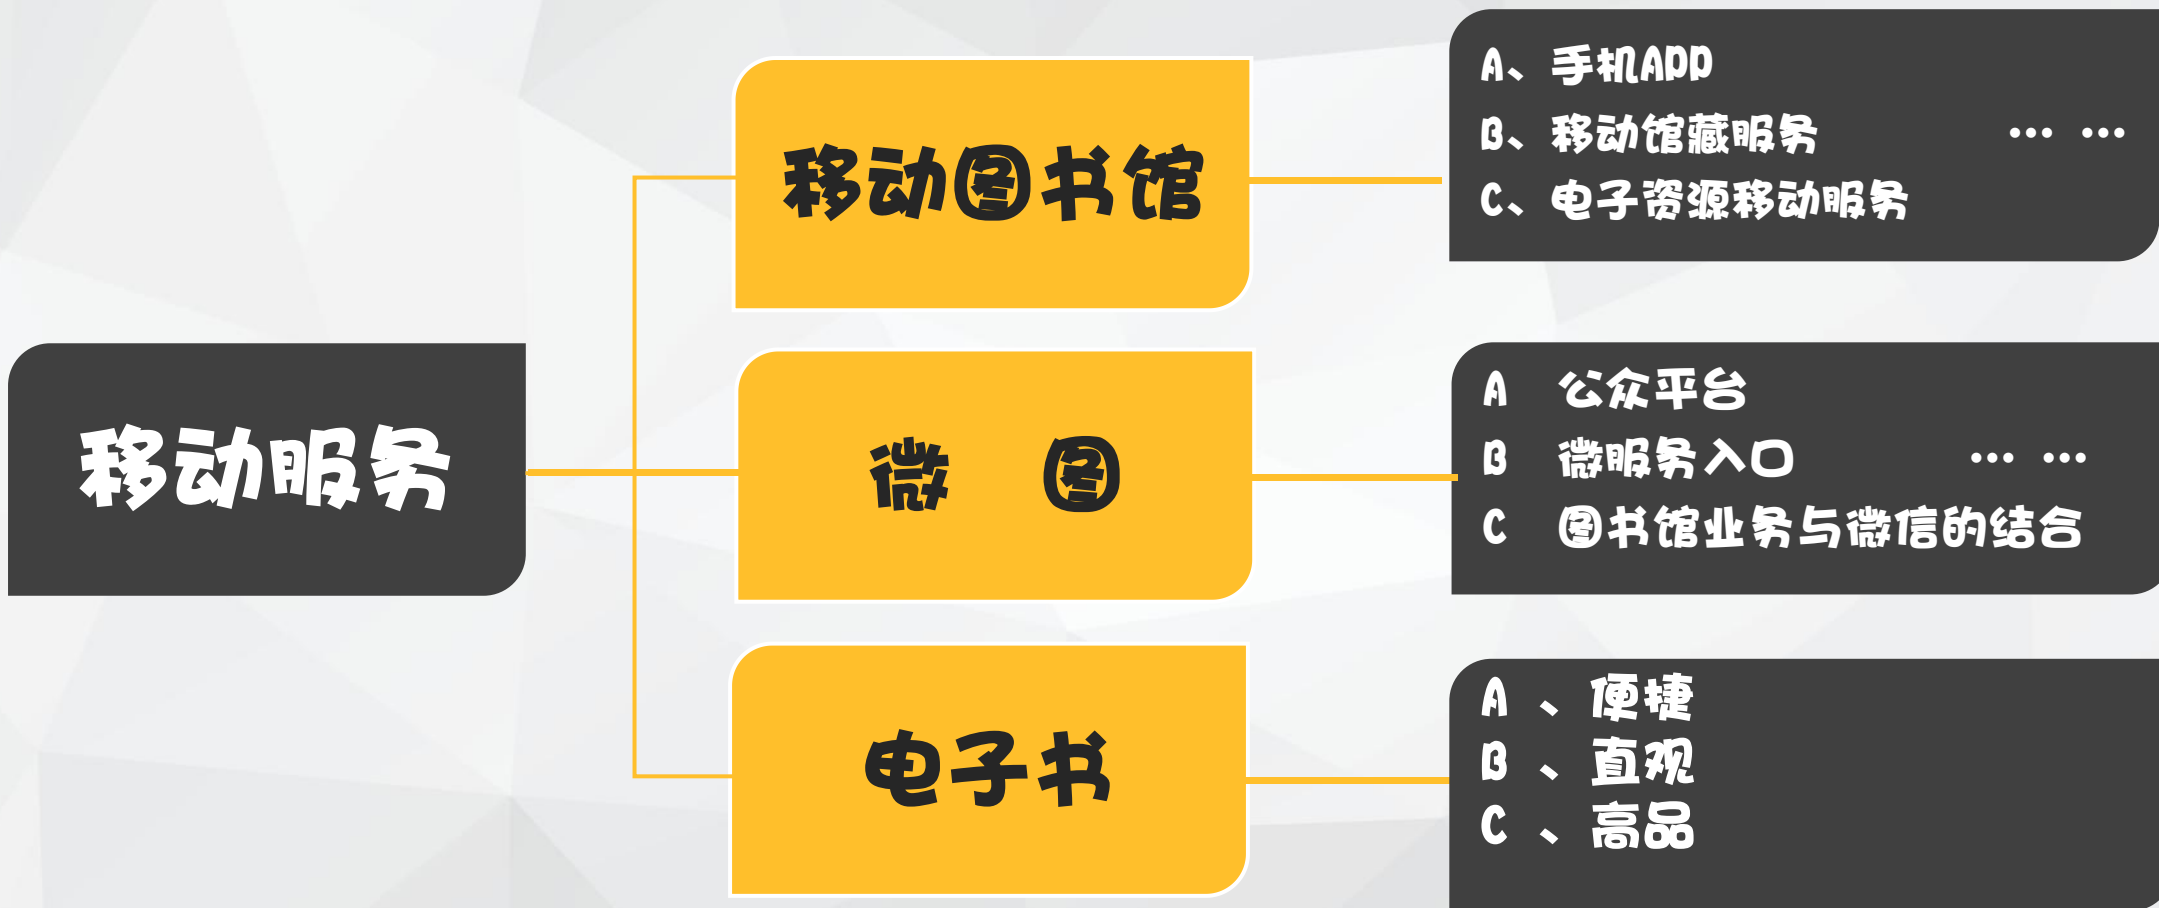 移动服务
移动图书馆
A、手机APP
B、移动馆藏服务 … …
C、电子资源移动服务
微 图
A 公众平台
B 微服务入口 … …
C 图书馆业务与微信的结合
电子书
A 、便捷
B 、直观
C 、高品